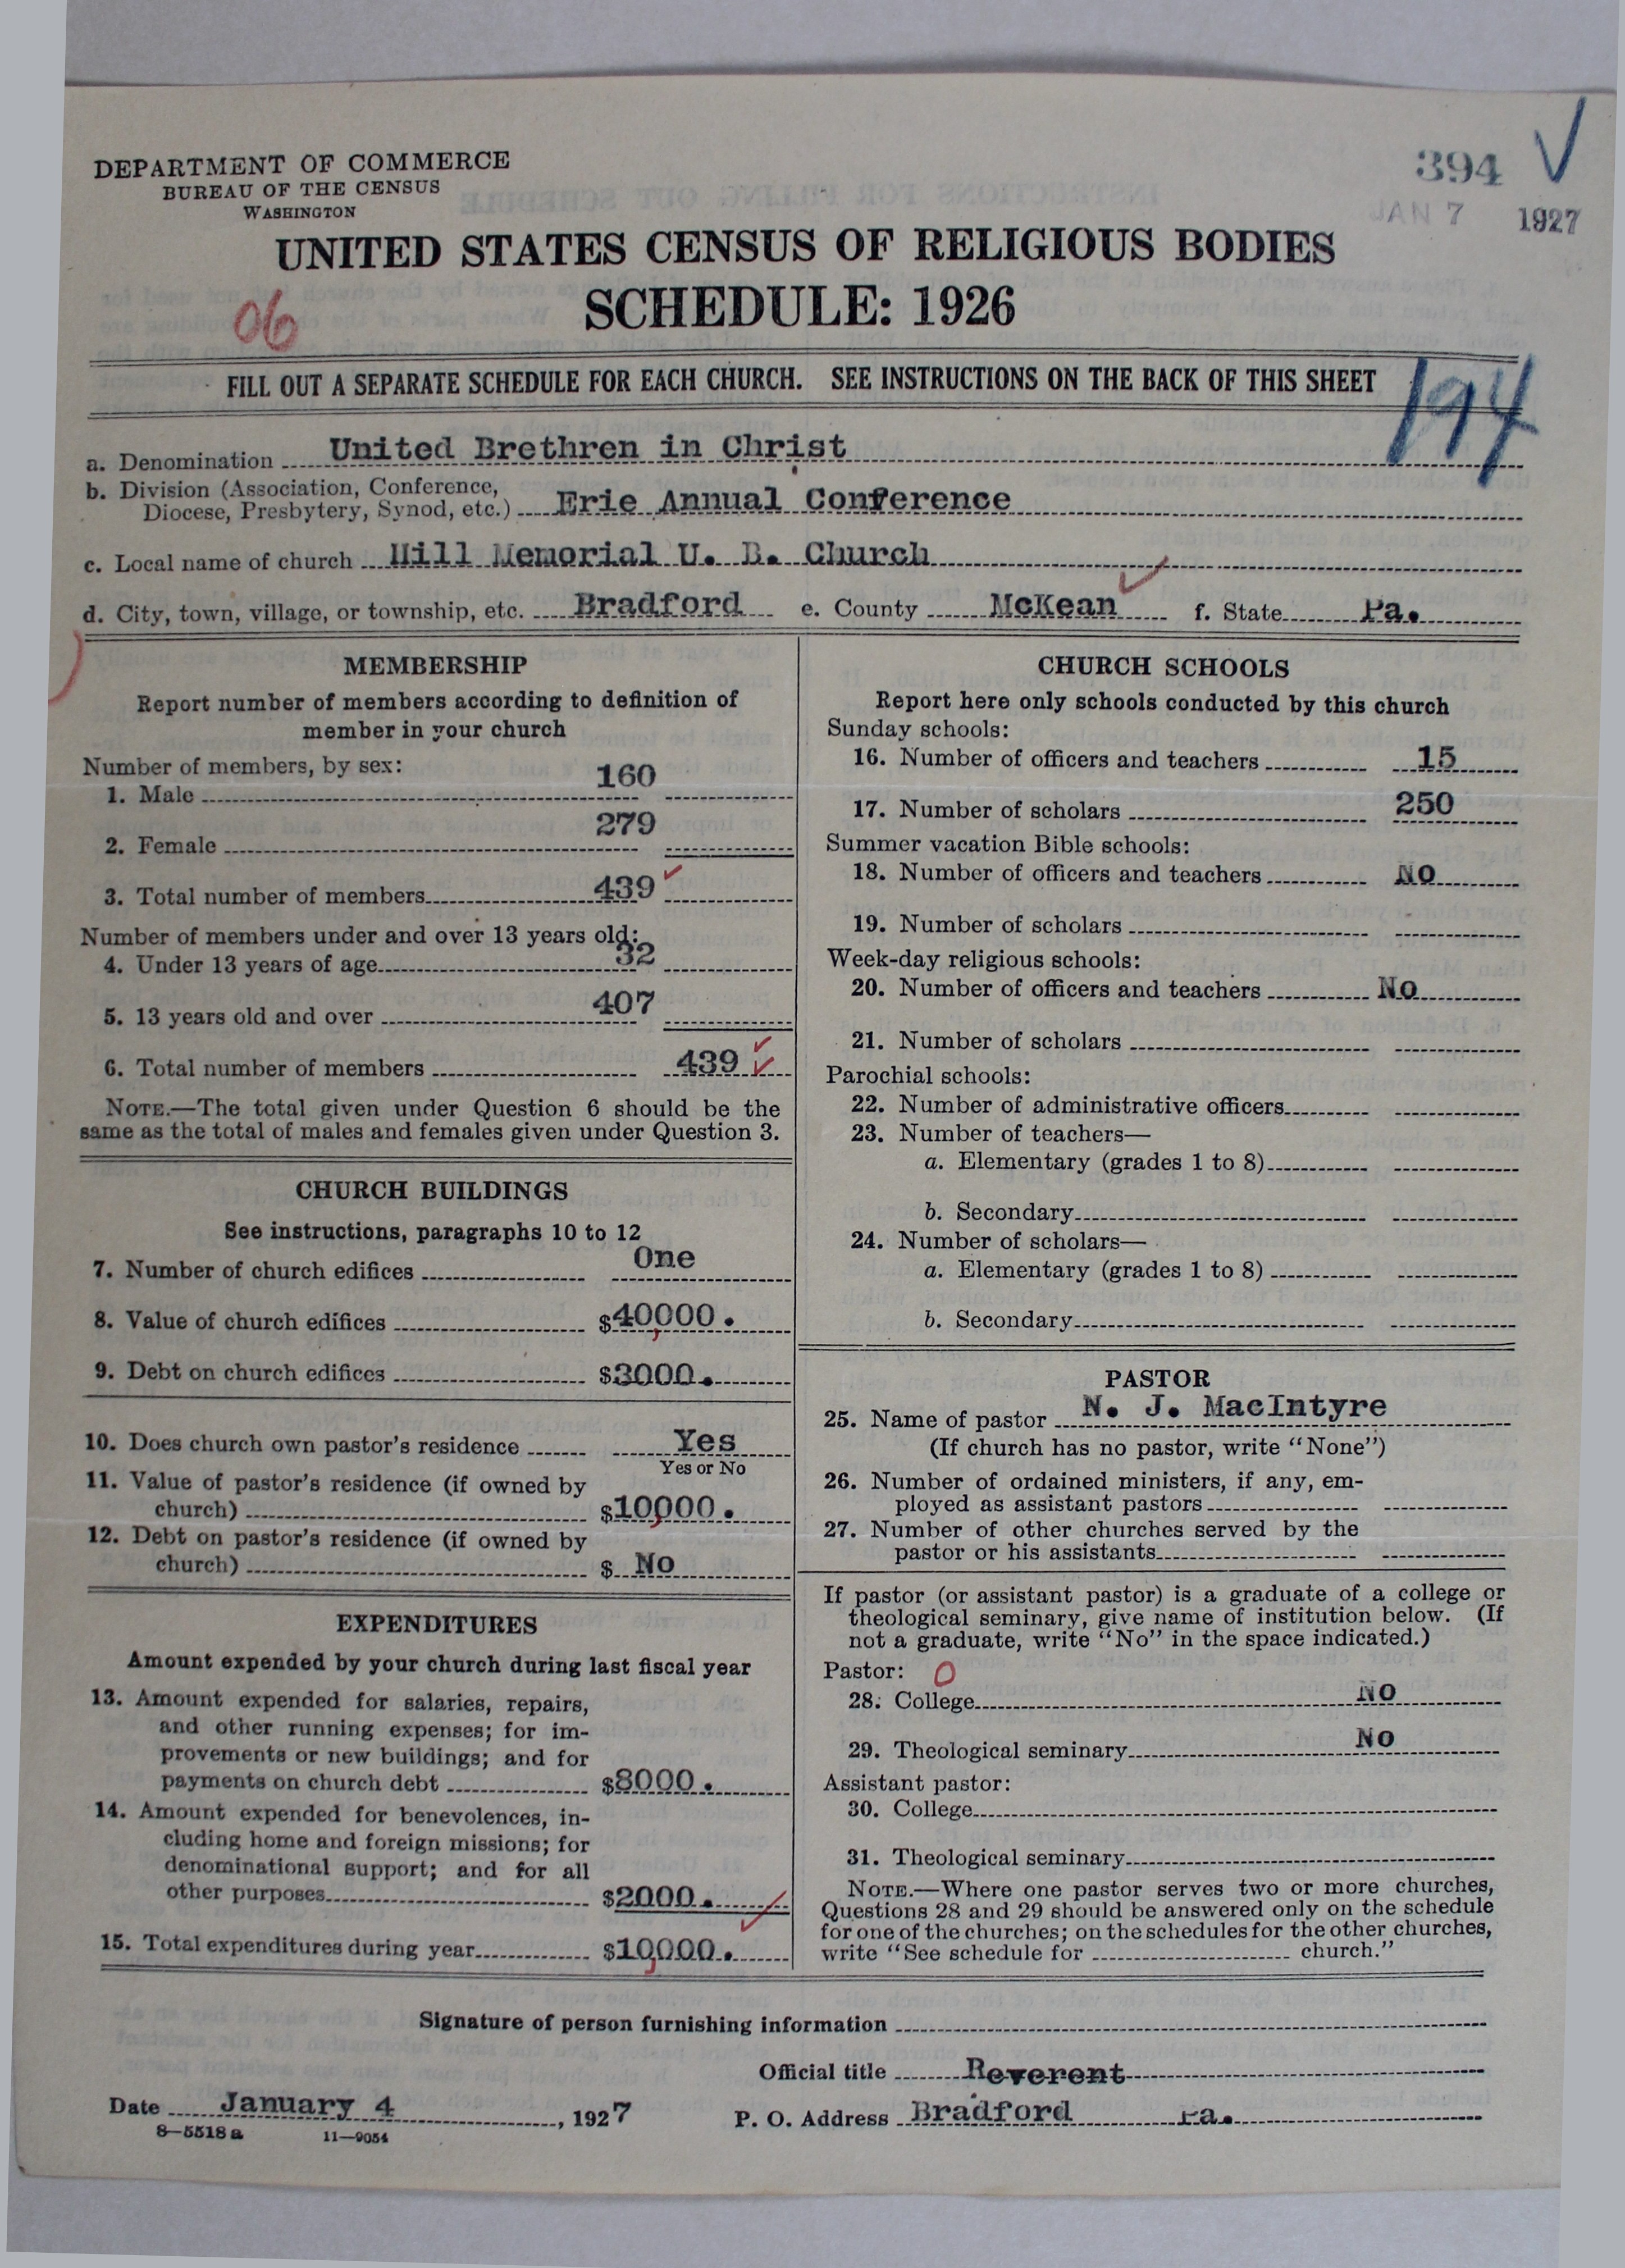 DEPARTMENT OF COMMERCE
BUREAU OF THE CENSUS
WASHINGTON
394
JAN 7 1927
UNITED STATES CENSUS OF RELIGIOUS BODIES
SCHEDULE: 1926
06
FILL OUT A SEPARATE SCHEDULE FOR EACH CHURCH. SEE INSTRUCTIONS ON THE BACK OF THIS SHEET
194
a. Denomination United Brethren in Christ
b. Division (Association, Conference,
Diocese, Presbytery, Synod, etc.) Erie Annual Conference
c. Local name of church Hill Memorial U. B. Church
d. City, town, village, or township, etc. Bradford e. County McKean f. State Pa.
MEMBERSHIP
Report number of members according to definition of
member in your church
Number of members, by sex:
1. Male 160
2. Female 279
3. Total number of members 439
Number of members under and over 13 years old:
4. Under 13 years of age 32
5. 13 years old and over 407
6. Total number of members 439
NOTE.—The total given under Question 6 should be the
same as the total of males and females given under Question 3.
CHURCH BUILDINGS
See instructions, paragraphs 10 to 12
7. Number of church edifices One
8. Value of church edifices $40,000.
9. Debt on church edifices $3000.
10. Does church own pastor's residence Yes
Yes or No
11. Value of pastor's residence (if owned by
church) $10,000.
12. Debt on pastor's residence (if owned by
church) $ No
EXPENDITURES
Amount expended by your church during last fiscal year
13. Amount expended for salaries, repairs,
and other running expenses; for im-
provements or new buildings; and for
payments on church debt $8000.
14. Amount expended for benevolences, in-
cluding home and foreign missions; for
denominational support; and for all
other purposes $2000.
15. Total expenditures during year $10,000.
CHURCH SCHOOLS
Report here only schools conducted by this church
Sunday schools:
16. Number of officers and teachers 15
17. Number of scholars 250
Summer vacation Bible schools:
18. Number of officers and teachers No
19. Number of scholars
Week-day religious schools:
20. Number of officers and teachers No
21. Number of scholars
Parochial schools:
22. Number of administrative officers
23. Number of teachers—
a. Elementary (grades 1 to 8)
b. Secondary
24. Number of scholars—
a. Elementary (grades 1 to 8)
b. Secondary
PASTOR
25. Name of pastor N. J. MacIntyre
(If church has no pastor, write "None")
26. Number of ordained ministers, if any, em-
ployed as assistant pastors
27. Number of other churches served by the
pastor or his assistants
If pastor (or assistant pastor) is a graduate of a college or
theological seminary, give name of institution below. (If
not a graduate, write "No" in the space indicated.)
Pastor: 0
28. College No
29. Theological seminary No
Assistant pastor:
30. College
31. Theological seminary
NOTE.—Where one pastor serves two or more churches,
Questions 28 and 29 should be answered only on the schedule
for one of the churches; on the schedules for the other churches,
write "See schedule for church."
Signature of person furnishing information
Official title Reverent
Date January 4, 1927 P. O. Address Bradford Pa.
8—5518 a 11—9054